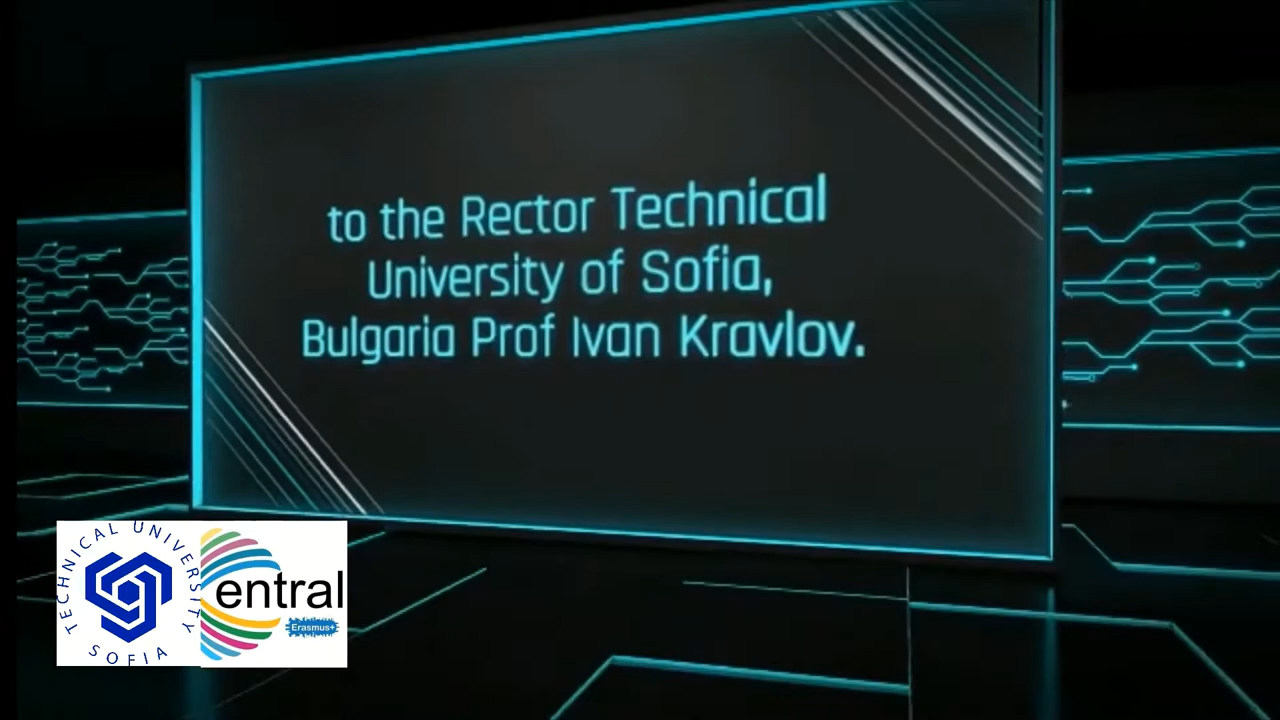 to the Rector Technical
University of Sofia,
Bulgaria Prof Ivan Kravlov.
TECHNICAL UNIVERSITY
SOFIA
entral
Erasmus+